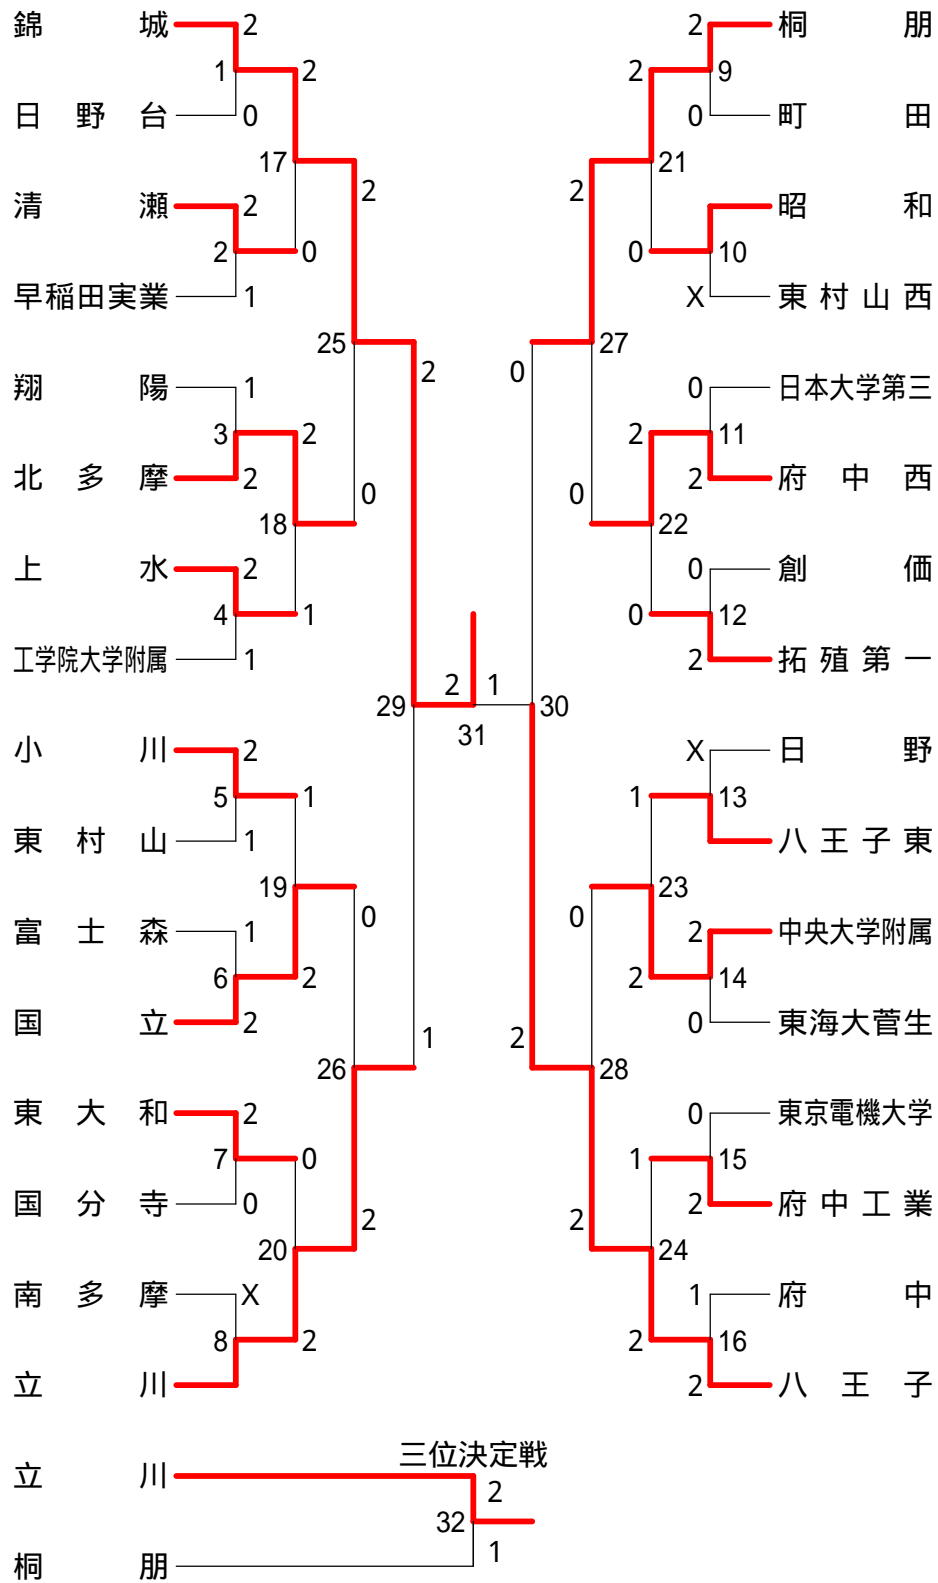 錦城 2 2 桐朋
1 2 2 9
日野台 0 0 町田
17 2 2 21
清瀬 2 昭和
2 0 0 10
早稲田実業 1 X 東村山西
25 2 0 27
翔陽 1 0 日本大学第三
3 2 2 11
北多摩 2 2 府中西
18 0 0 22
上水 2 0 創価
4 1 0 12
工学院大学附属 1 2 拓殖第一
29 2 1 30
31
小川 2 X 日野
5 1 1 13
東村山 1 八王子東
19 0 0 23
富士森 1 2 中央大学附属
6 2 2 14
国立 2 0 東海大菅生
26 1 2 28
東大和 2 0 東京電機大学
7 0 1 15
国分寺 0 2 府中工業
20 2 2 24
南多摩 X 1 府中
8 2 2 16
立川 2 八王子
三位決定戦
立川 2
32
桐朋 1